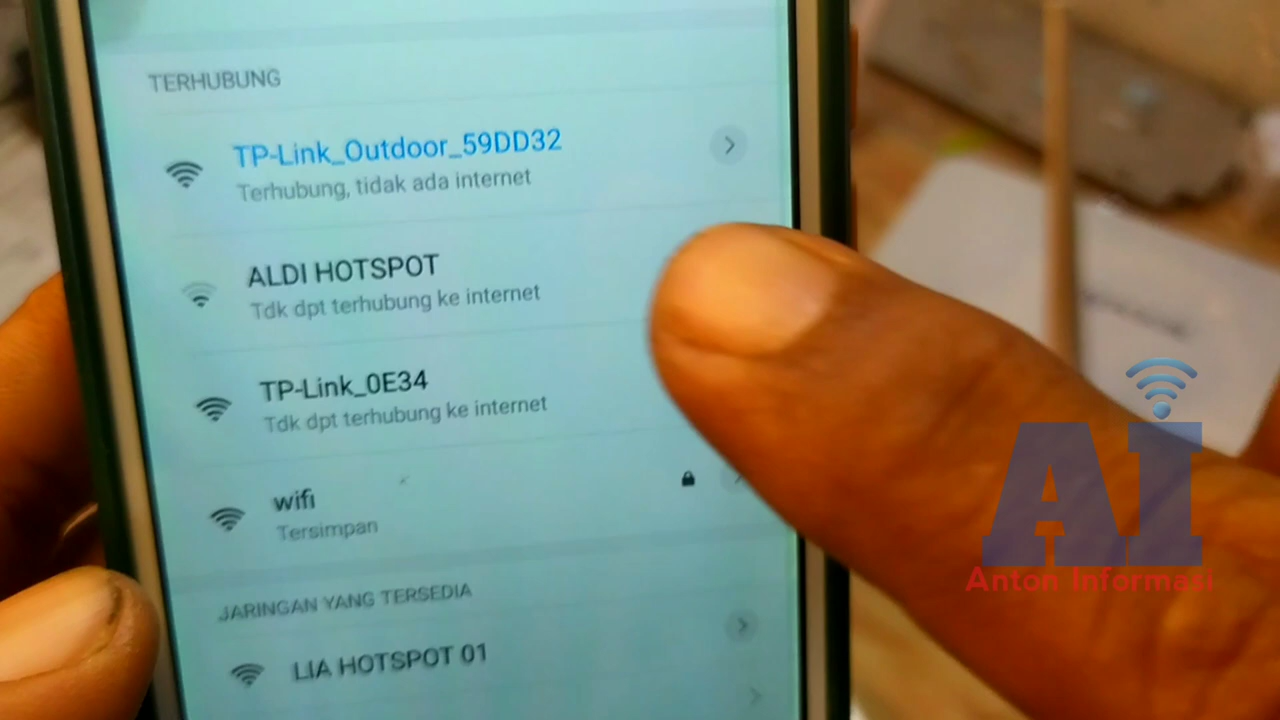 TERHUBUNG
TP-Link_Outdoor_59DD32
Terhubung, tidak ada internet
ALDI HOTSPOT
Tdk dpt terhubung ke internet
TP-Link_0E34
Tdk dpt terhubung ke internet
wifi
Tersimpan
JARINGAN YANG TERSEDIA
LIA HOTSPOT 01
AI
Anton Informasi